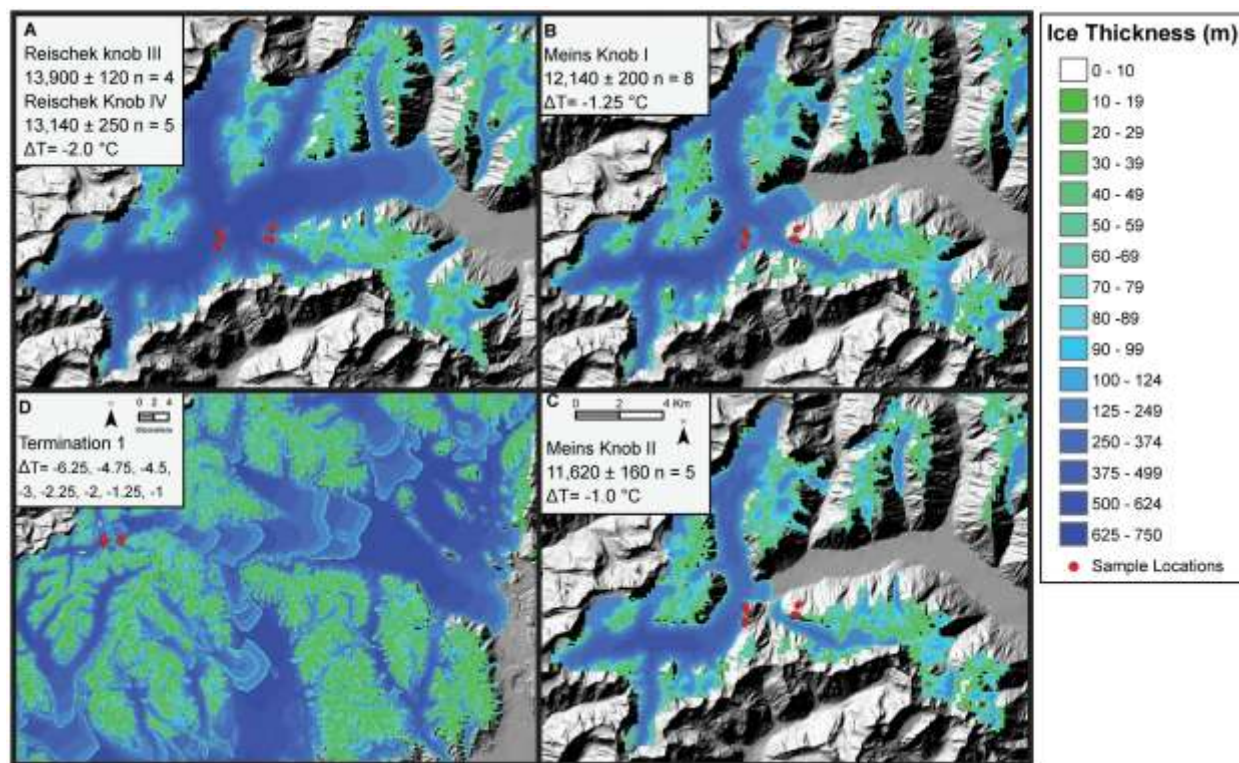 A
Reischek knob III
13,900 ± 120 n = 4
Reischek Knob IV
13,140 ± 250 n = 5
ΔT= -2.0 °C
B
Meins Knob I
12,140 ± 200 n = 8
ΔT= -1.25 °C
D
0 2 4
Kilometers
Termination 1
ΔT= -6.25, -4.75, -4.5,
-3, -2.25, -2, -1.25, -1
C
0 2 4 Km
Meins Knob II
11,620 ± 160 n = 5
ΔT= -1.0 °C
Ice Thickness (m)
0 - 10
10 - 19
20 - 29
30 - 39
40 - 49
50 - 59
60 -69
70 - 79
80 -89
90 - 99
100 - 124
125 - 249
250 - 374
375 - 499
500 - 624
625 - 750
Sample Locations